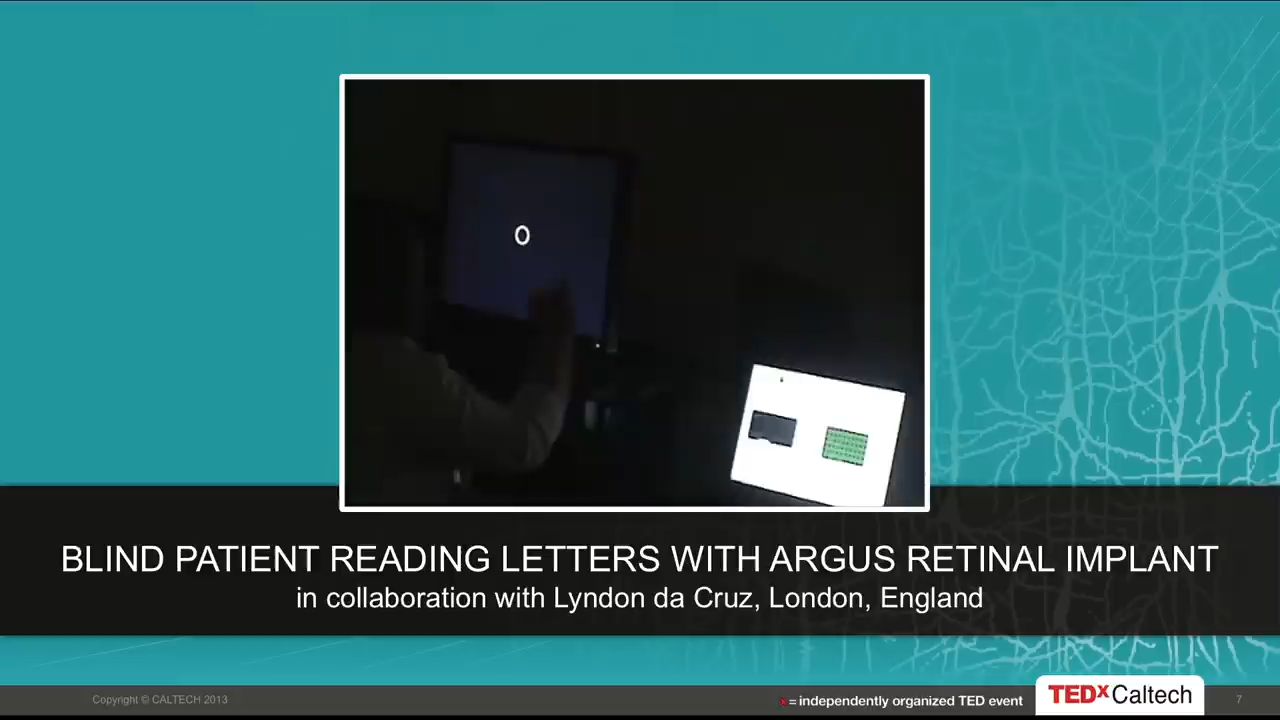 O
BLIND PATIENT READING LETTERS WITH ARGUS RETINAL IMPLANT
in collaboration with Lyndon da Cruz, London, England
Copyright © CALTECH 2013
x = independently organized TED event
TEDxCaltech
7